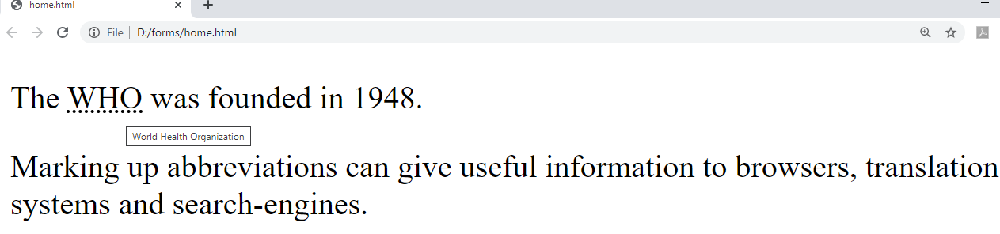 home.html
File D:/forms/home.html
The WHO was founded in 1948.
World Health Organization
Marking up abbreviations can give useful information to browsers, translation
systems and search-engines.